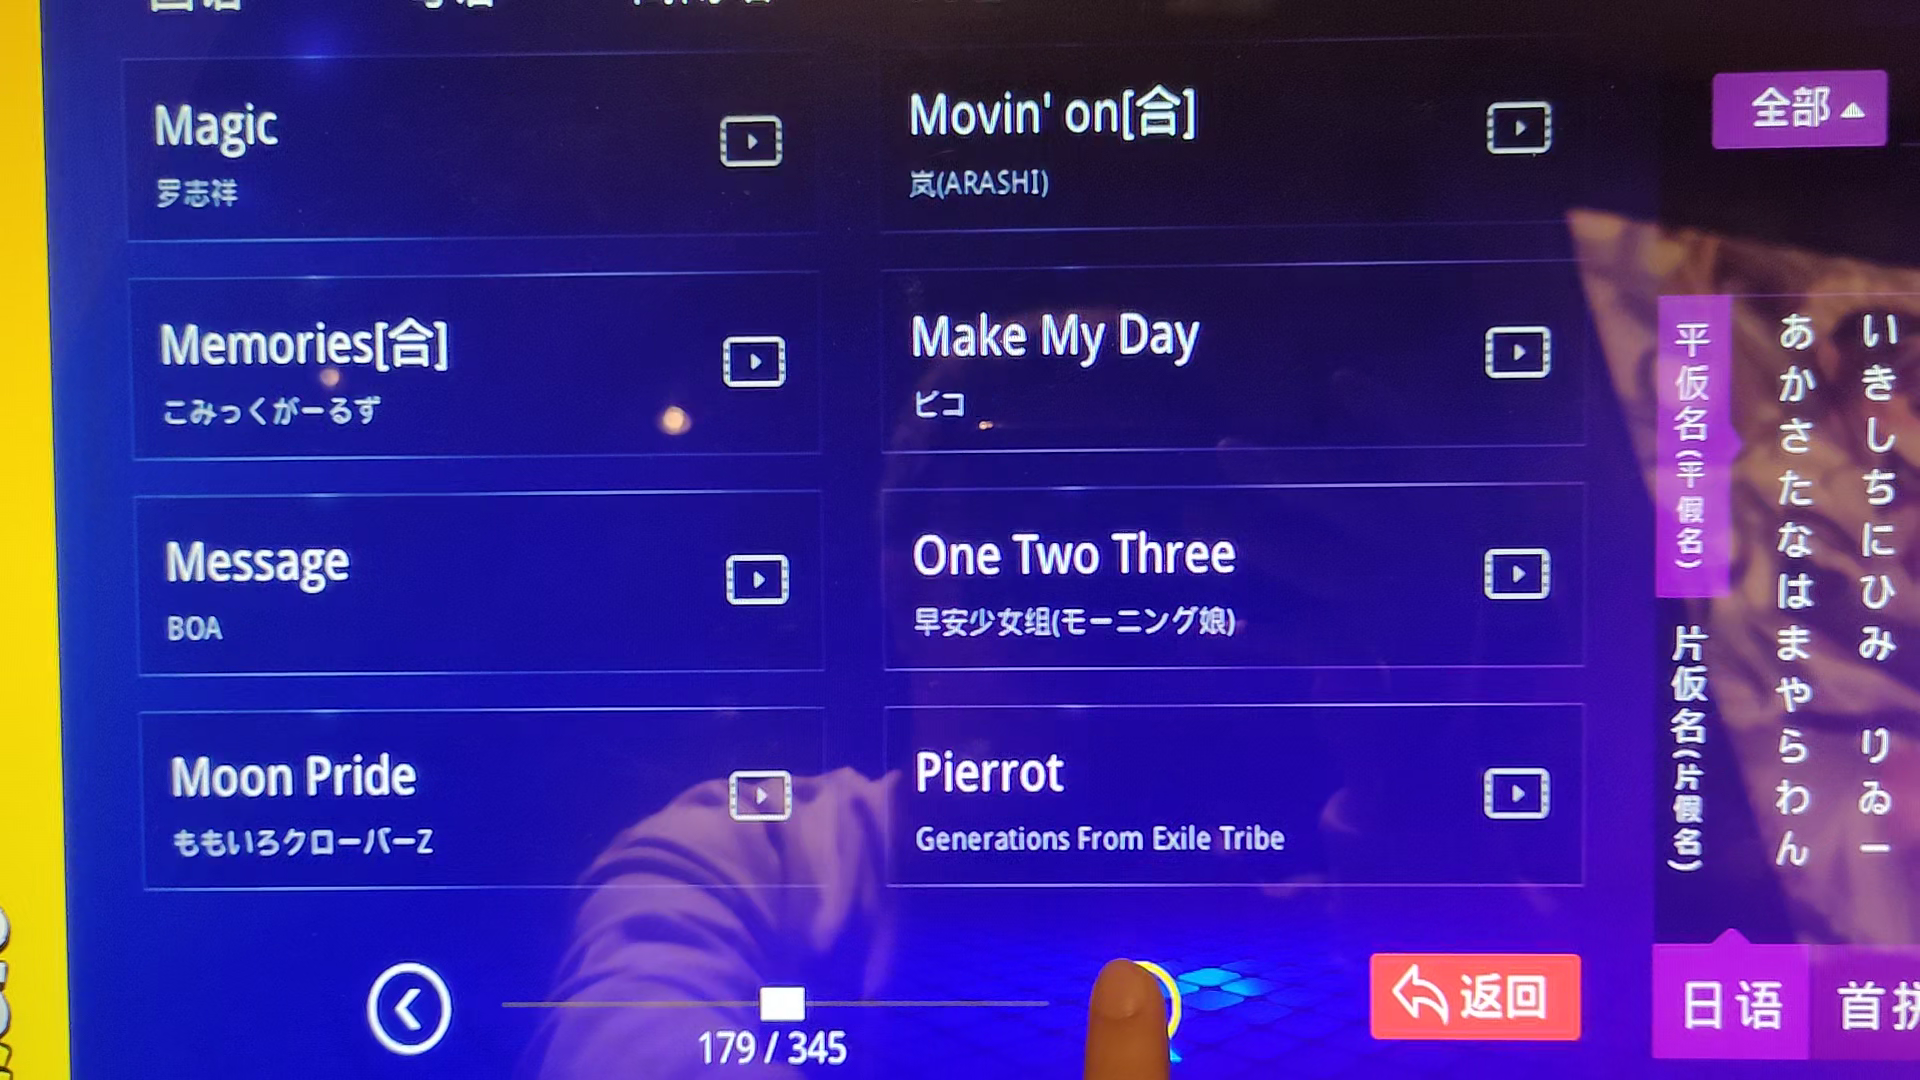 Magic
罗志祥
Movin' on[合]
岚(ARASHI)
Memories[合]
こみっくがーるず
Make My Day
ビコ
Message
BOA
One Two Three
早安少女组(モーニング娘)
Moon Pride
ももいろクローバーZ
Pierrot
Generations From Exile Tribe
179 / 345
返回
全部
平仮名(平假名)
片仮名(片假名)
あかさたなはまやらわん
いきしちにひみ りゐー
日语
首拼